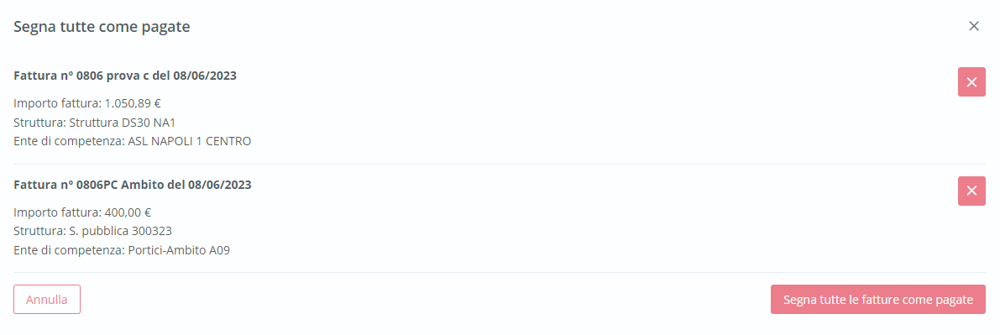 Segna tutte come pagate
Fattura n° 0806 prova c del 08/06/2023
Importo fattura: 1.050,89 €
Struttura: Struttura DS30 NA1
Ente di competenza: ASL NAPOLI 1 CENTRO
Fattura n° 0806PC Ambito del 08/06/2023
Importo fattura: 400,00 €
Struttura: S. pubblica 300323
Ente di competenza: Portici-Ambito A09
Annulla
Segna tutte le fatture come pagate